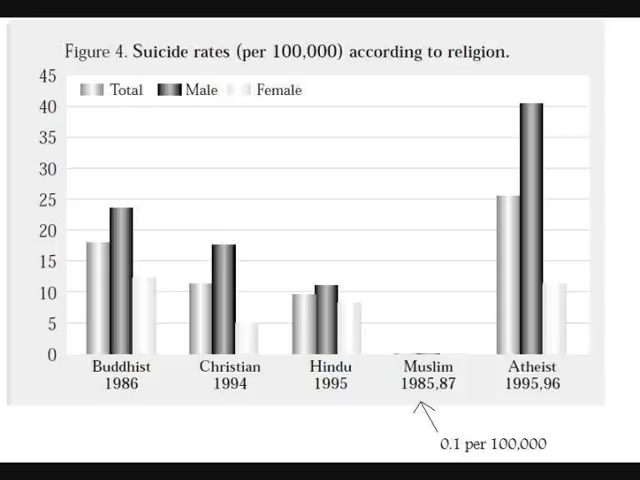 Figure 4. Suicide rates (per 100,000) according to religion.
45
Total Male Female
40
35
30
25
20
15
10
5
0
Buddhist Christian Hindu Muslim Atheist
1986 1994 1995 1985,87 1995,96
0.1 per 100,000